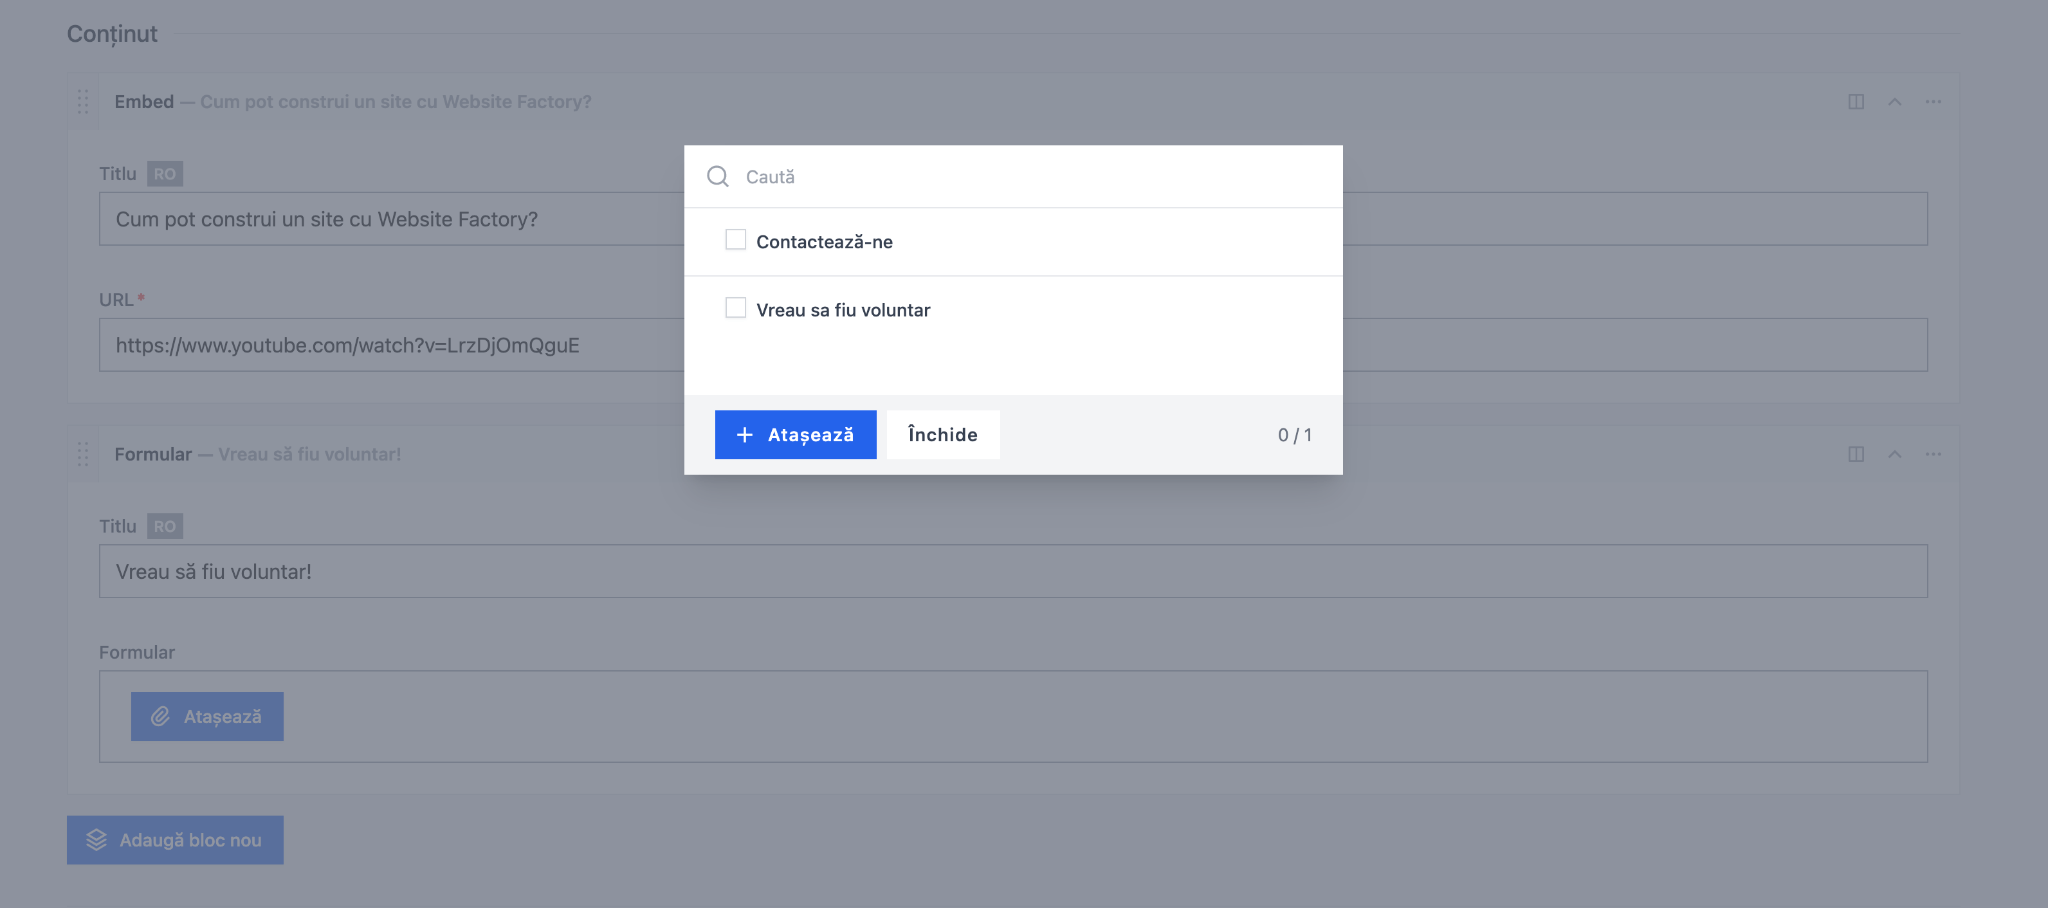 Conținut
Embed — Cum pot construi un site cu Website Factory?
Titlu RO
Cum pot construi un site cu Website Factory?
URL*
https://www.youtube.com/watch?v=LrzDjOmQguE
Caută
Contactează-ne
Vreau sa fiu voluntar
Atașează Închide 0 / 1
Formular — Vreau să fiu voluntar!
Titlu RO
Vreau să fiu voluntar!
Formular
Atașează
Adaugă bloc nou